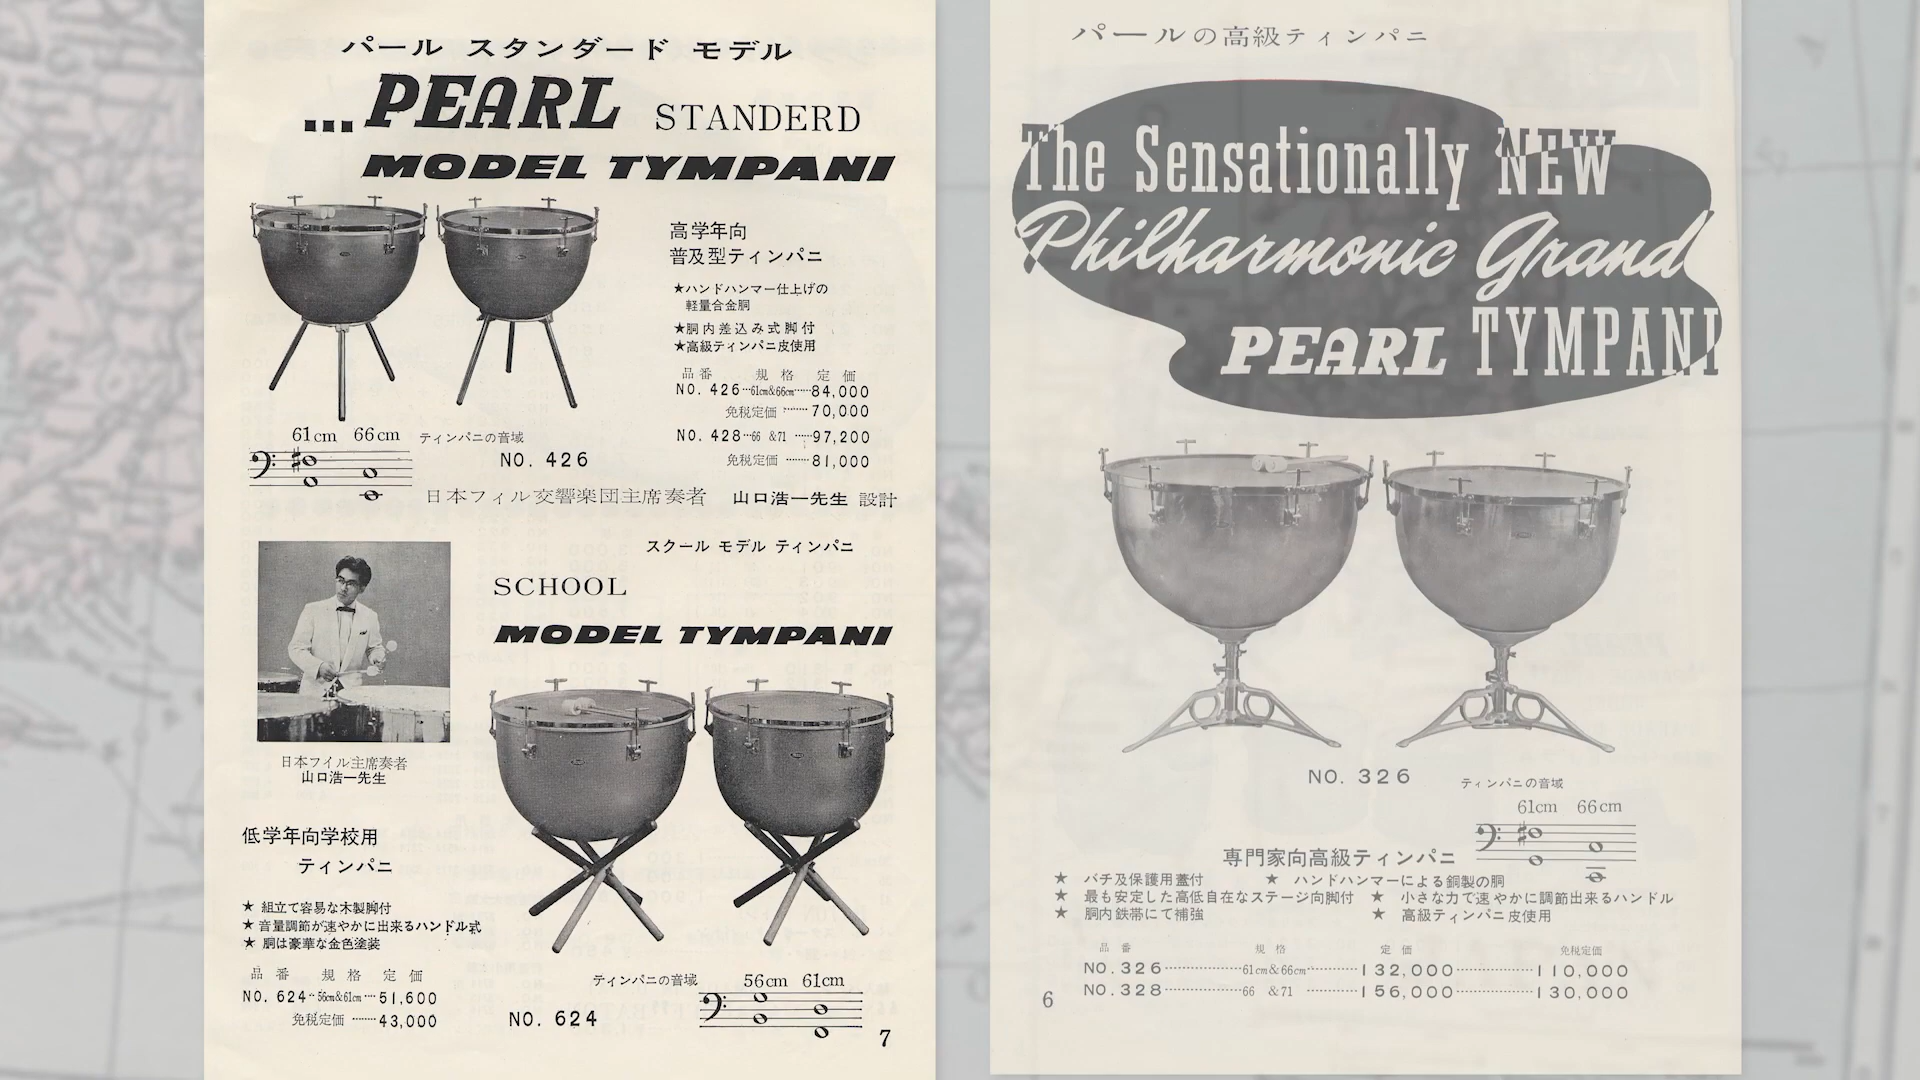 パール スタンダード モデル
...PEARL STANDERD
MODEL TYMPANI
高学年向
普及型ティンパニ
★ハンドハンマー仕上げの
軽量合金胴
★胴内差込み式脚付
★高級ティンパニ皮使用
品番 規格 定価
NO. 426…61cm&66cm……84,000
免税定価………70,000
NO. 428…66 &71 ……97,200
免税定価………81,000
61cm 66cm ティンパニの音域
NO. 426
日本フィル交響楽団主席奏者 山口浩一先生 設計
スクール モデル ティンパニ
SCHOOL
MODEL TYMPANI
日本フイル主席奏者
山口浩一先生
低学年向学校用
ティンパニ
★ 組立て容易な木製脚付
★ 音量調節が速やかに出来るハンドル式
★ 胴は豪華な金色塗装
品番 規格 定価
NO. 624…56cm&61cm…51,600
免税定価………43,000
ティンパニの音域 56cm 61cm
NO. 624
7
パールの高級ティンパニ
The Sensationally NEW
Philharmonic Grand
PEARL TYMPANI
NO. 326 ティンパニの音域
61cm 66cm
専門家向高級ティンパニ
★ バチ及保護用蓋付 ★ ハンドハンマーによる銅製の胴
★ 最も安定した高低自在なステージ向脚付 ★ 小さな力で速やかに調節出来るハンドル
★ 胴内鉄帯にて補強 ★ 高級ティンパニ皮使用
品番 規格 定価 免税定価
NO. 326………………61cm&66cm…………132,000………………110,000
NO. 328………………66 &71 …………156,000………………130,000
6